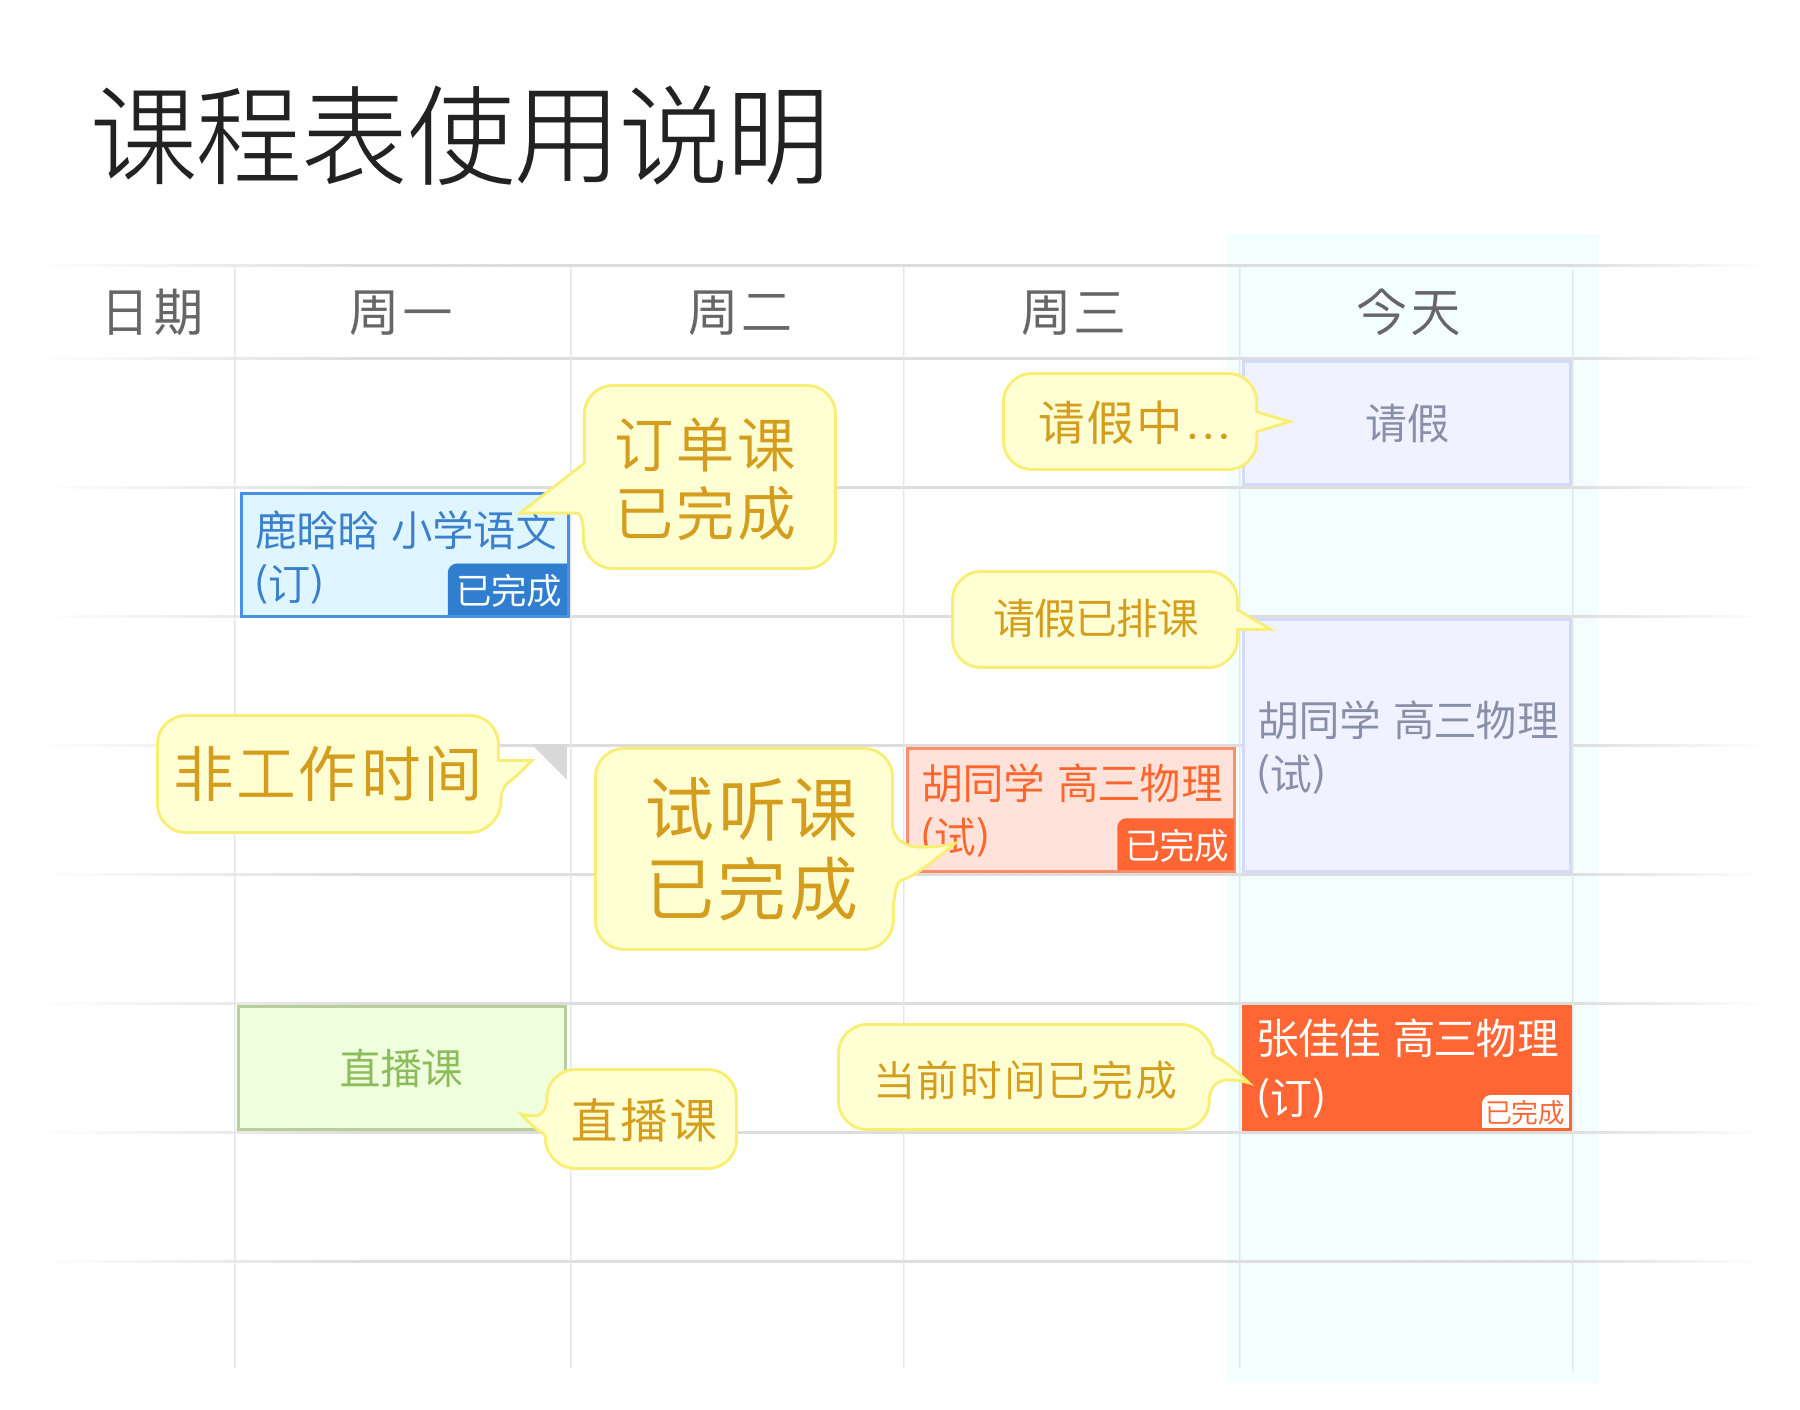 课程表使用说明
日期 周一 周二 周三 今天
请假中...
请假
订单课
已完成
鹿晗晗 小学语文
(订)
已完成
请假已排课
胡同学 高三物理
(试)
非工作时间
试听课
已完成
胡同学 高三物理
(试)
已完成
直播课
直播课
当前时间已完成
张佳佳 高三物理
(订)
已完成